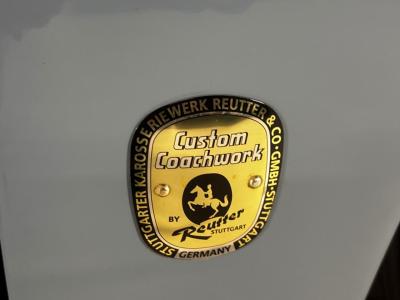 STUTTGARTER KAROSSERIEWERK REUTTER & CO · GMBH · STUTTGART
Custom
Coachwork
BY
Reutter
STUTTGART
GERMANY